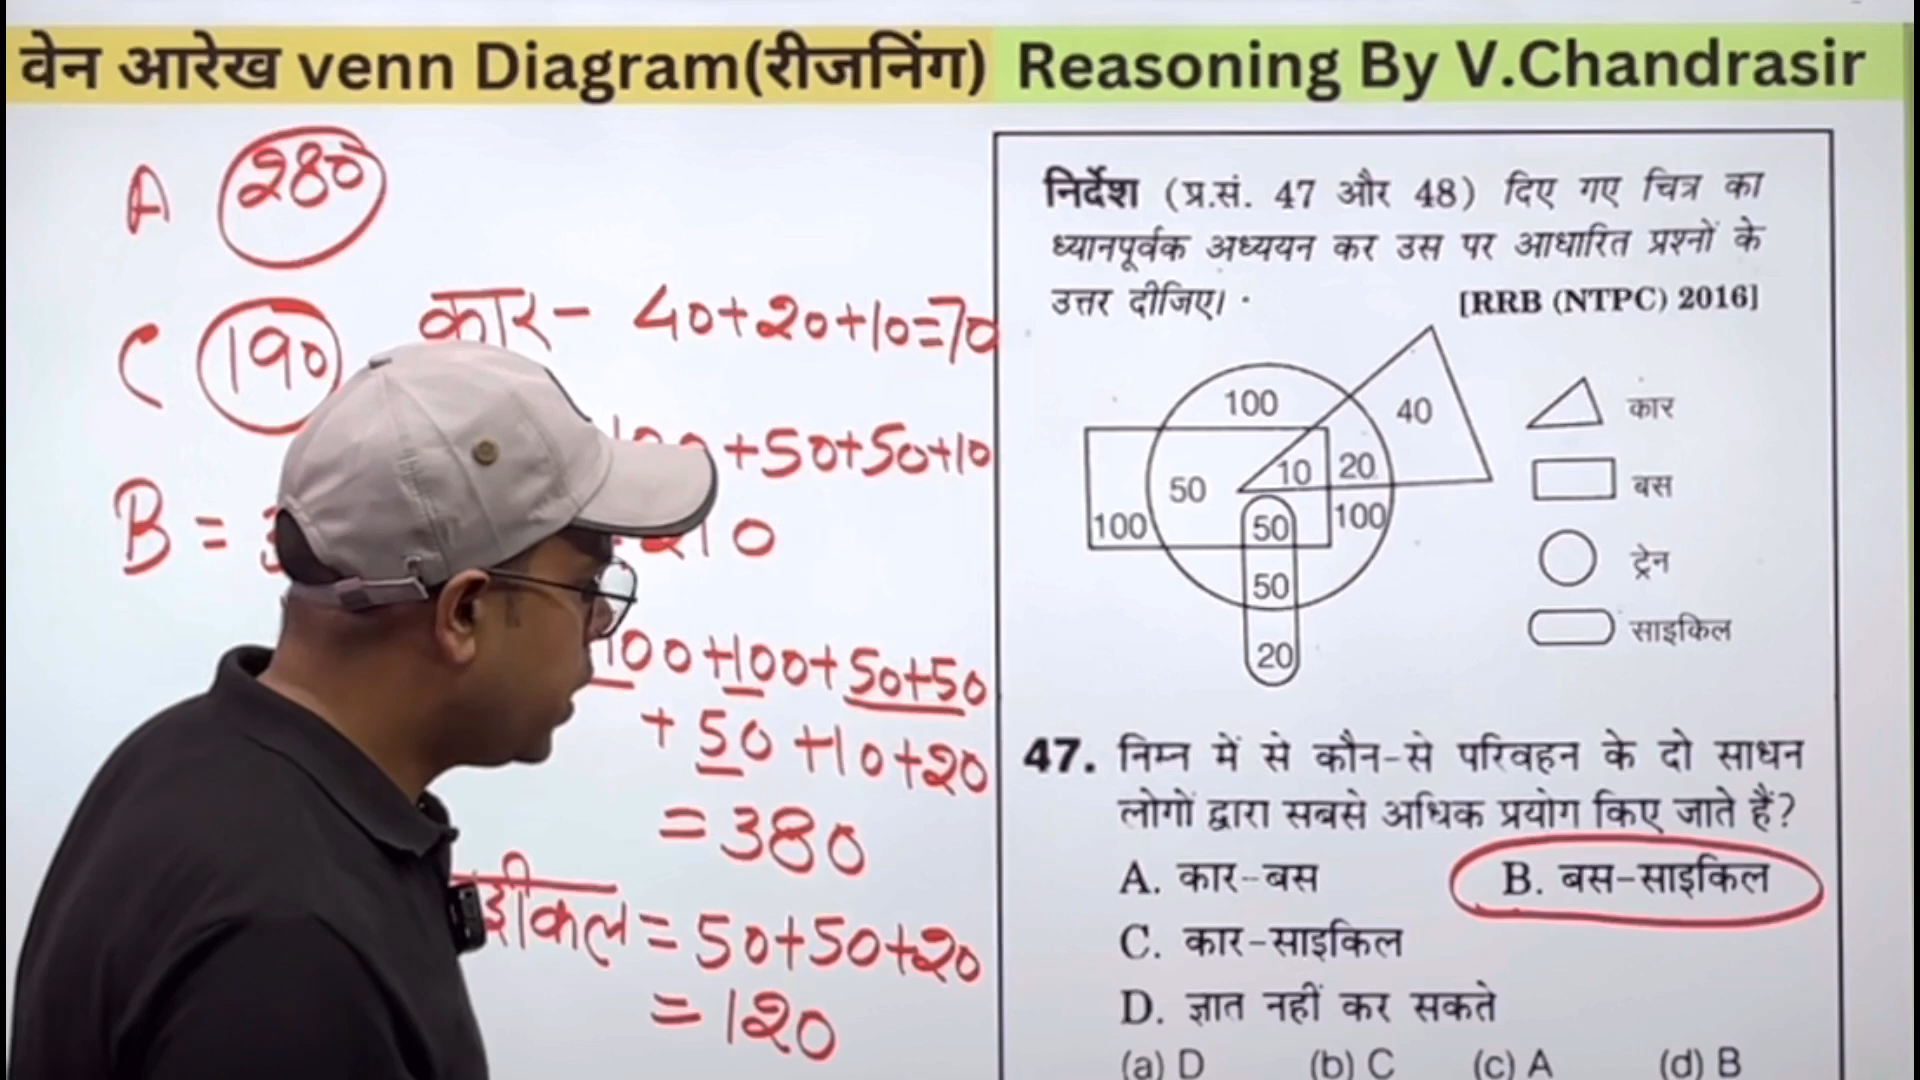 वेन आरेख venn Diagram(रीजनिंग) Reasoning By V.Chandrasir
A 280
C 190
B =
कार - 40+20+10=70
100 +50+50+10
210
100+100+50+50
+ 50 +10+20
= 380
= 50+50+20
= 120
निर्देश (प्र.सं. 47 और 48) दिए गए चित्र का
ध्यानपूर्वक अध्ययन कर उस पर आधारित प्रश्नों के
उत्तर दीजिए। [RRB (NTPC) 2016]
100
40
50
10
20
100
50
100
50
20
कार
बस
ट्रेन
साइकिल
47. निम्न में से कौन-से परिवहन के दो साधन
लोगों द्वारा सबसे अधिक प्रयोग किए जाते हैं?
A. कार-बस B. बस-साइकिल
C. कार-साइकिल
D. ज्ञात नहीं कर सकते
(a) D (b) C (c) A (d) B